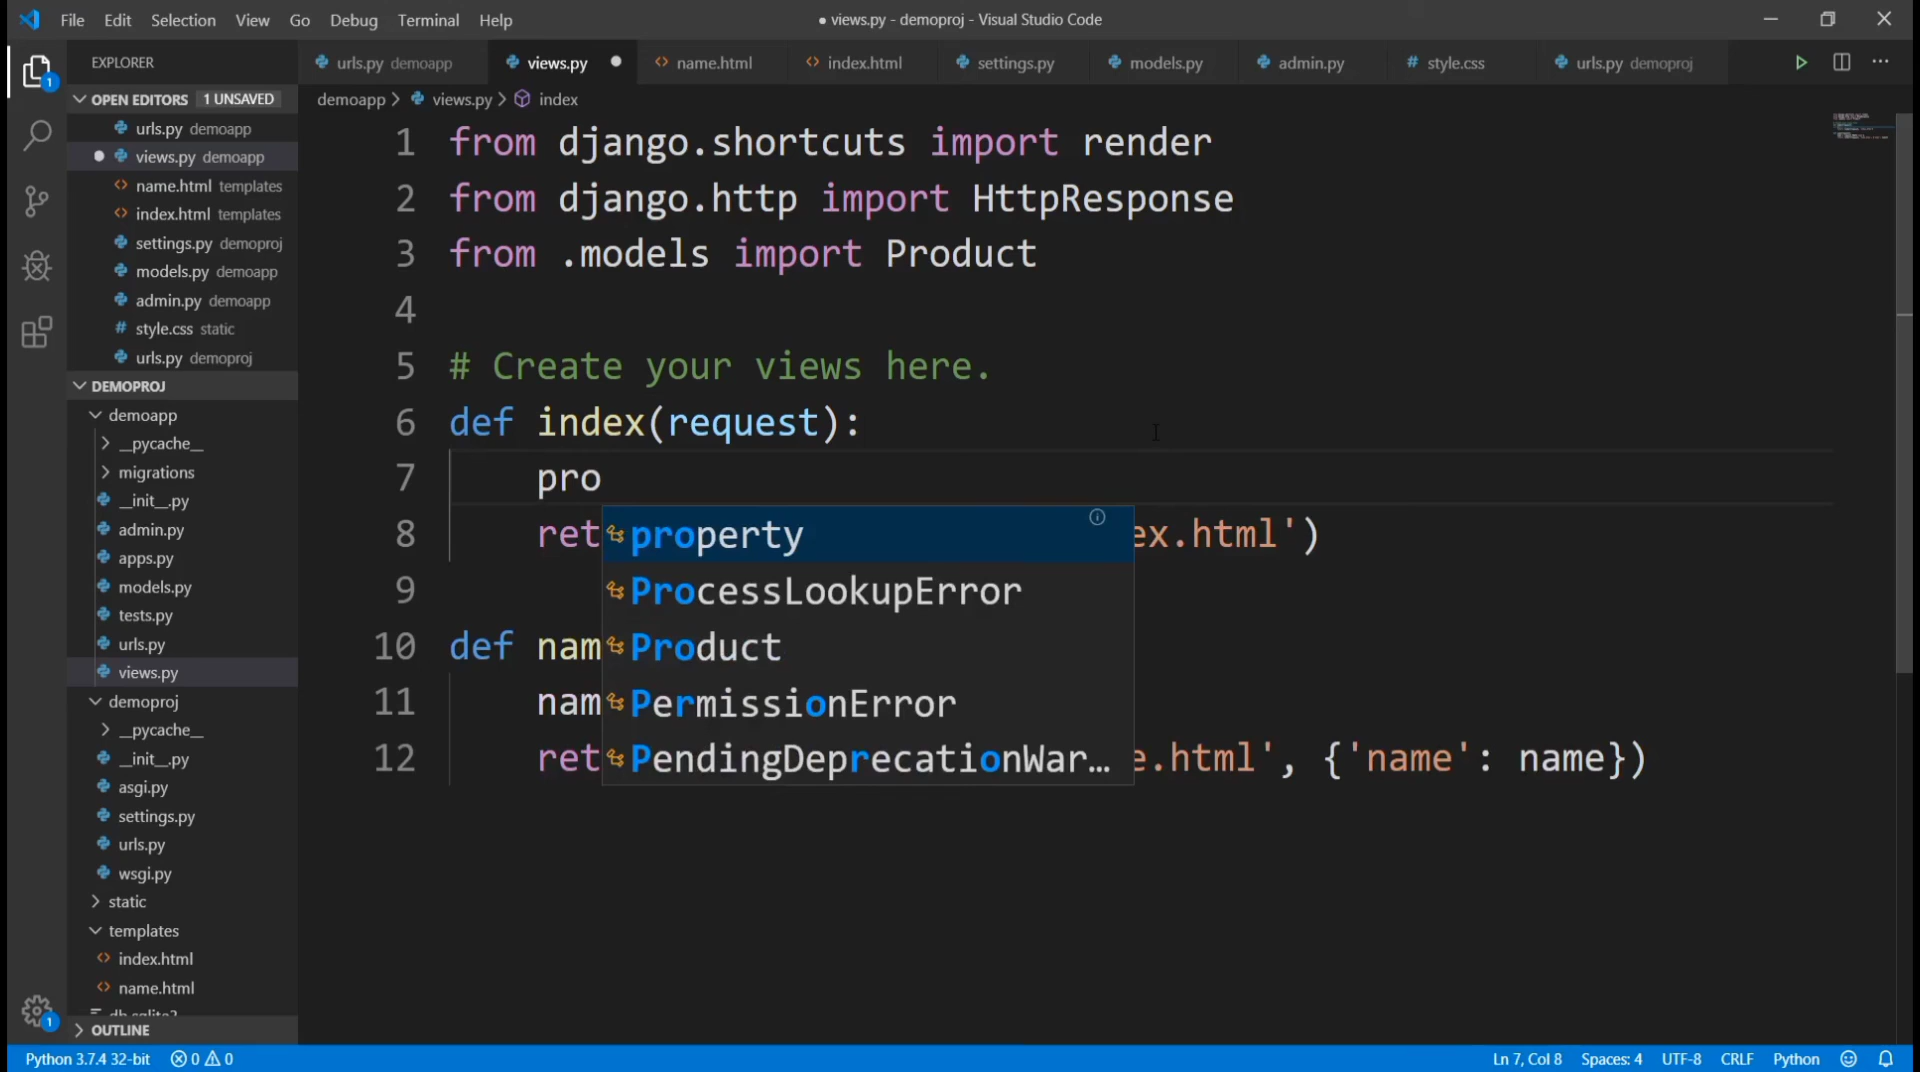 File Edit Selection View Go Debug Terminal Help
● views.py - demoproj - Visual Studio Code
EXPLORER
OPEN EDITORS 1 UNSAVED
urls.py demoapp
views.py demoapp
name.html templates
index.html templates
settings.py demoproj
models.py demoapp
admin.py demoapp
# style.css static
urls.py demoproj
DEMOPROJ
demoapp
__pycache__
migrations
__init__.py
admin.py
apps.py
models.py
tests.py
urls.py
views.py
demoproj
__pycache__
__init__.py
asgi.py
settings.py
urls.py
wsgi.py
static
templates
index.html
name.html
OUTLINE
1
1
urls.py demoapp
views.py
name.html
index.html
settings.py
models.py
admin.py
# style.css
urls.py demoproj
demoapp > views.py > index
1 from django.shortcuts import render
2 from django.http import HttpResponse
3 from .models import Product
4
5 # Create your views here.
6 def index(request):
7 pro
8 ret ex.html')
9
10 def nam
11 nam
12 ret e.html', {'name': name})
property
ProcessLookupError
Product
PermissionError
PendingDeprecationWar…
Python 3.7.4 32-bit 0 0
Ln 7, Col 8 Spaces: 4 UTF-8 CRLF Python